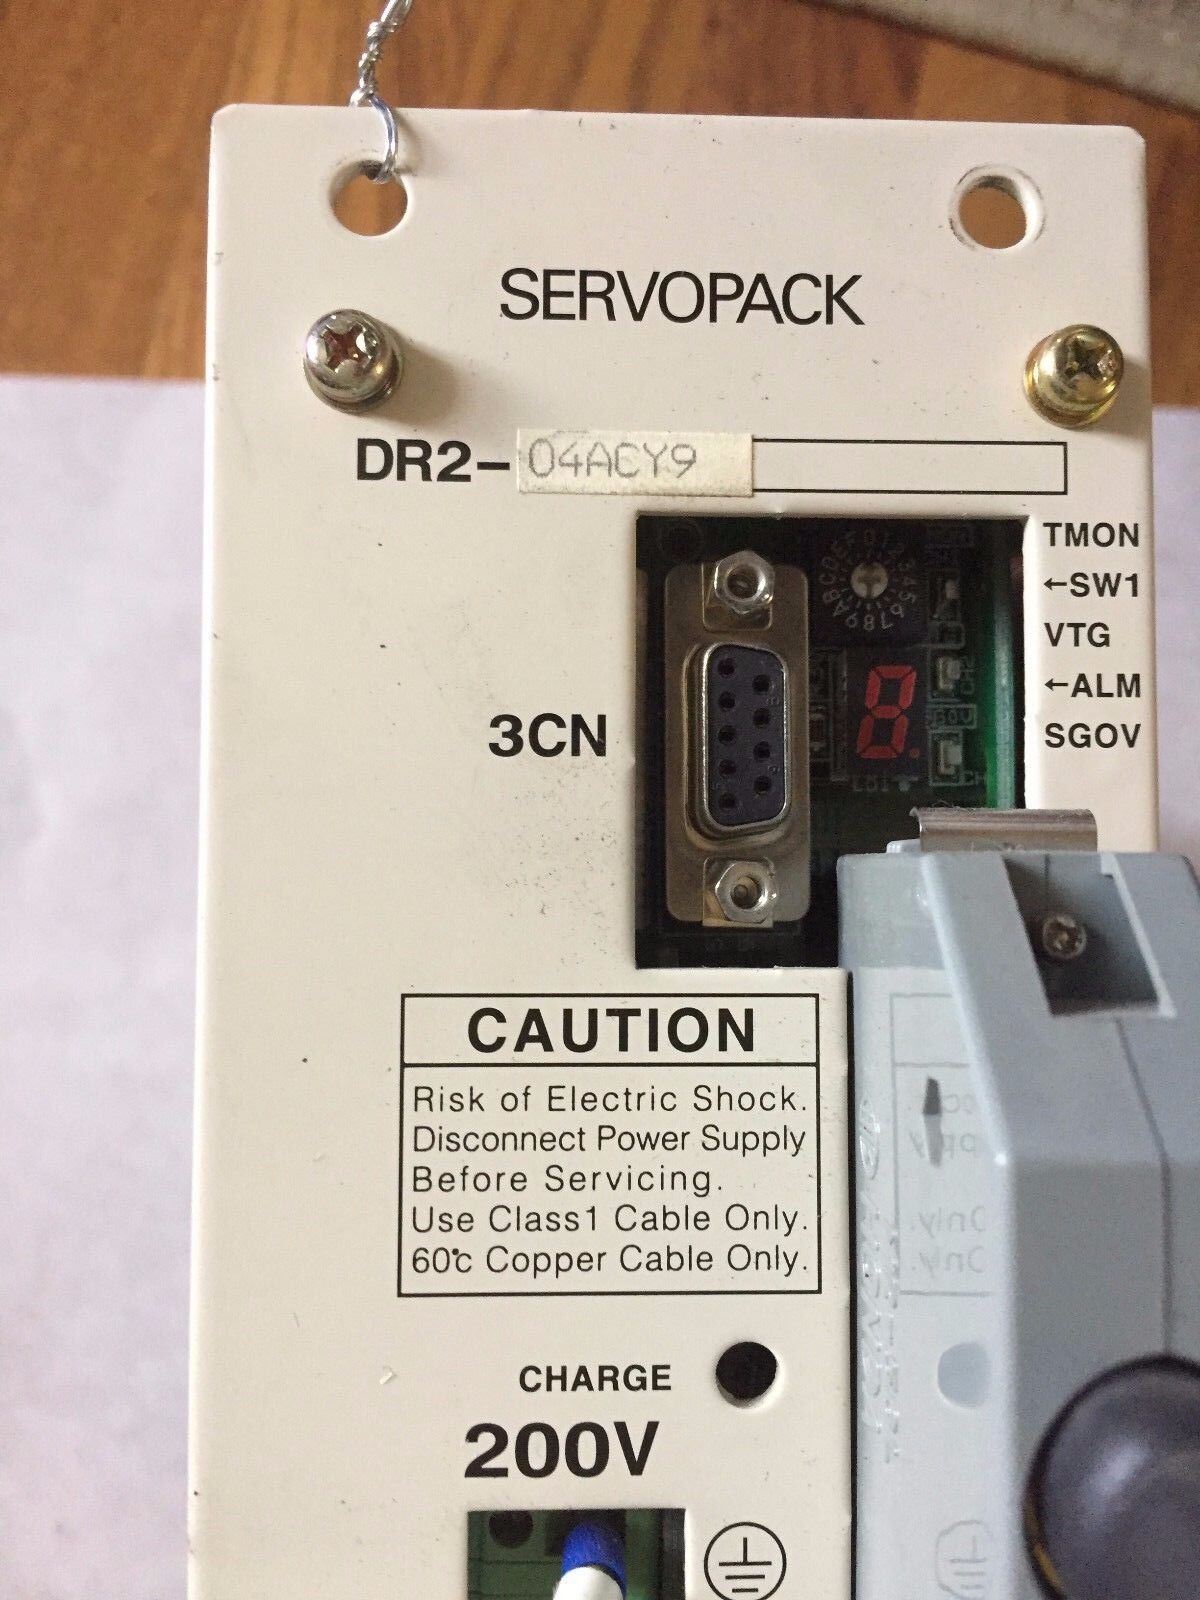 SERVOPACK
DR2-04ACY9
TMON
←SW1
VTG
←ALM
SGOV
3CN
8.
CAUTION
Risk of Electric Shock.
Disconnect Power Supply
Before Servicing.
Use Class1 Cable Only.
60°c Copper Cable Only.
CHARGE
200V